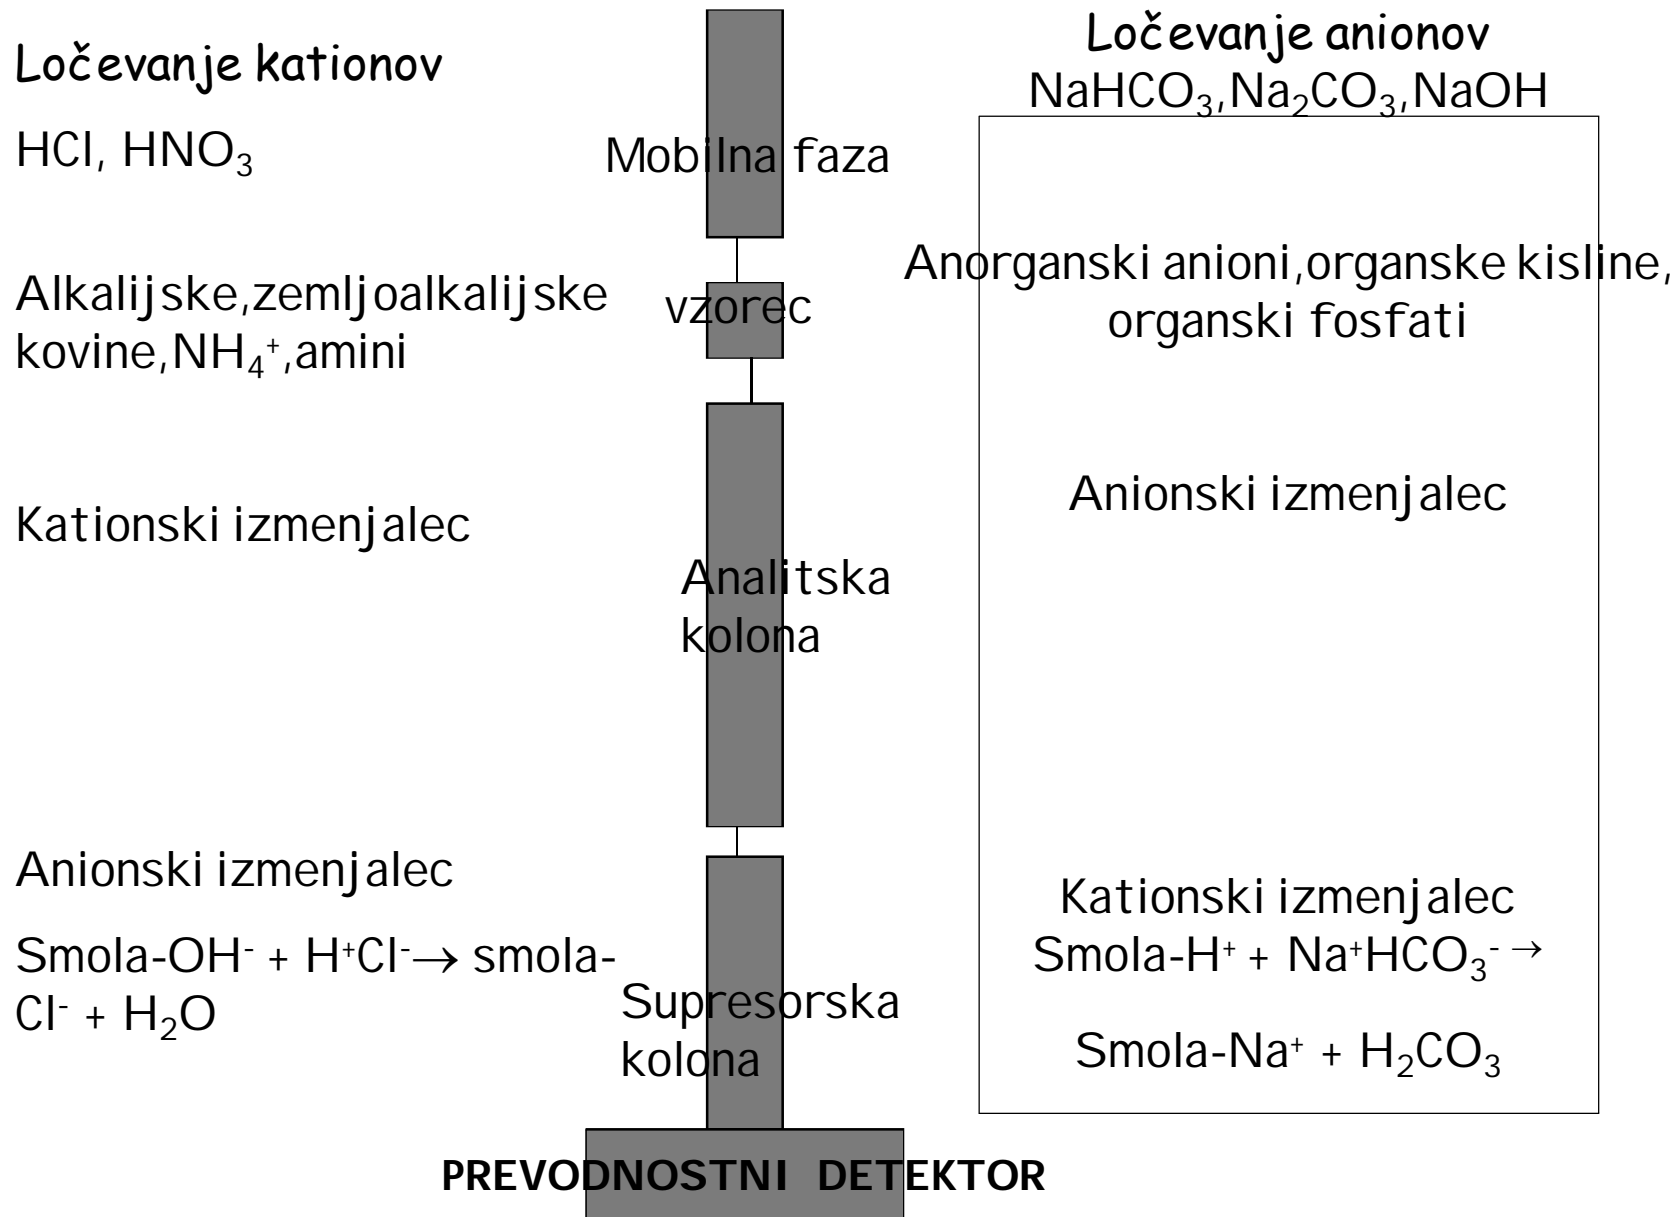 Ločevanje kationov
HCl, HNO₃
Alkalijske,zemljoalkalijske
kovine,NH₄⁺,amini
Kationski izmenjalec
Anionski izmenjalec
Smola-OH⁻ + H⁺Cl⁻→ smola-
Cl⁻ + H₂O
Mobilna faza
vzorec
Analitska
kolona
Supresorska
kolona
PREVODNOSTNI DETEKTOR
Ločevanje anionov
NaHCO₃,Na₂CO₃,NaOH
Anorganski anioni,organske kisline,
organski fosfati
Anionski izmenjalec
Kationski izmenjalec
Smola-H⁺ + Na⁺HCO₃⁻ →
Smola-Na⁺ + H₂CO₃